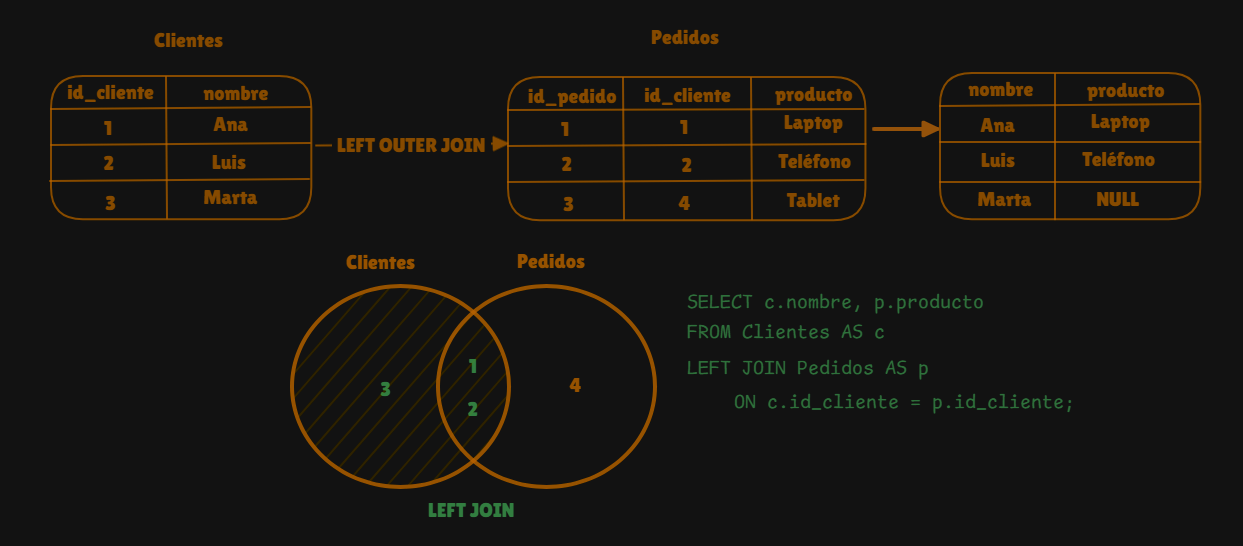 Clientes
id_cliente nombre
1 Ana
2 Luis
3 Marta
LEFT OUTER JOIN
Pedidos
id_pedido id_cliente producto
1 1 Laptop
2 2 Teléfono
3 4 Tablet
nombre producto
Ana Laptop
Luis Teléfono
Marta NULL
Clientes
Pedidos
3
1
2
4
LEFT JOIN
SELECT c.nombre, p.producto
FROM Clientes AS c
LEFT JOIN Pedidos AS p
ON c.id_cliente = p.id_cliente;